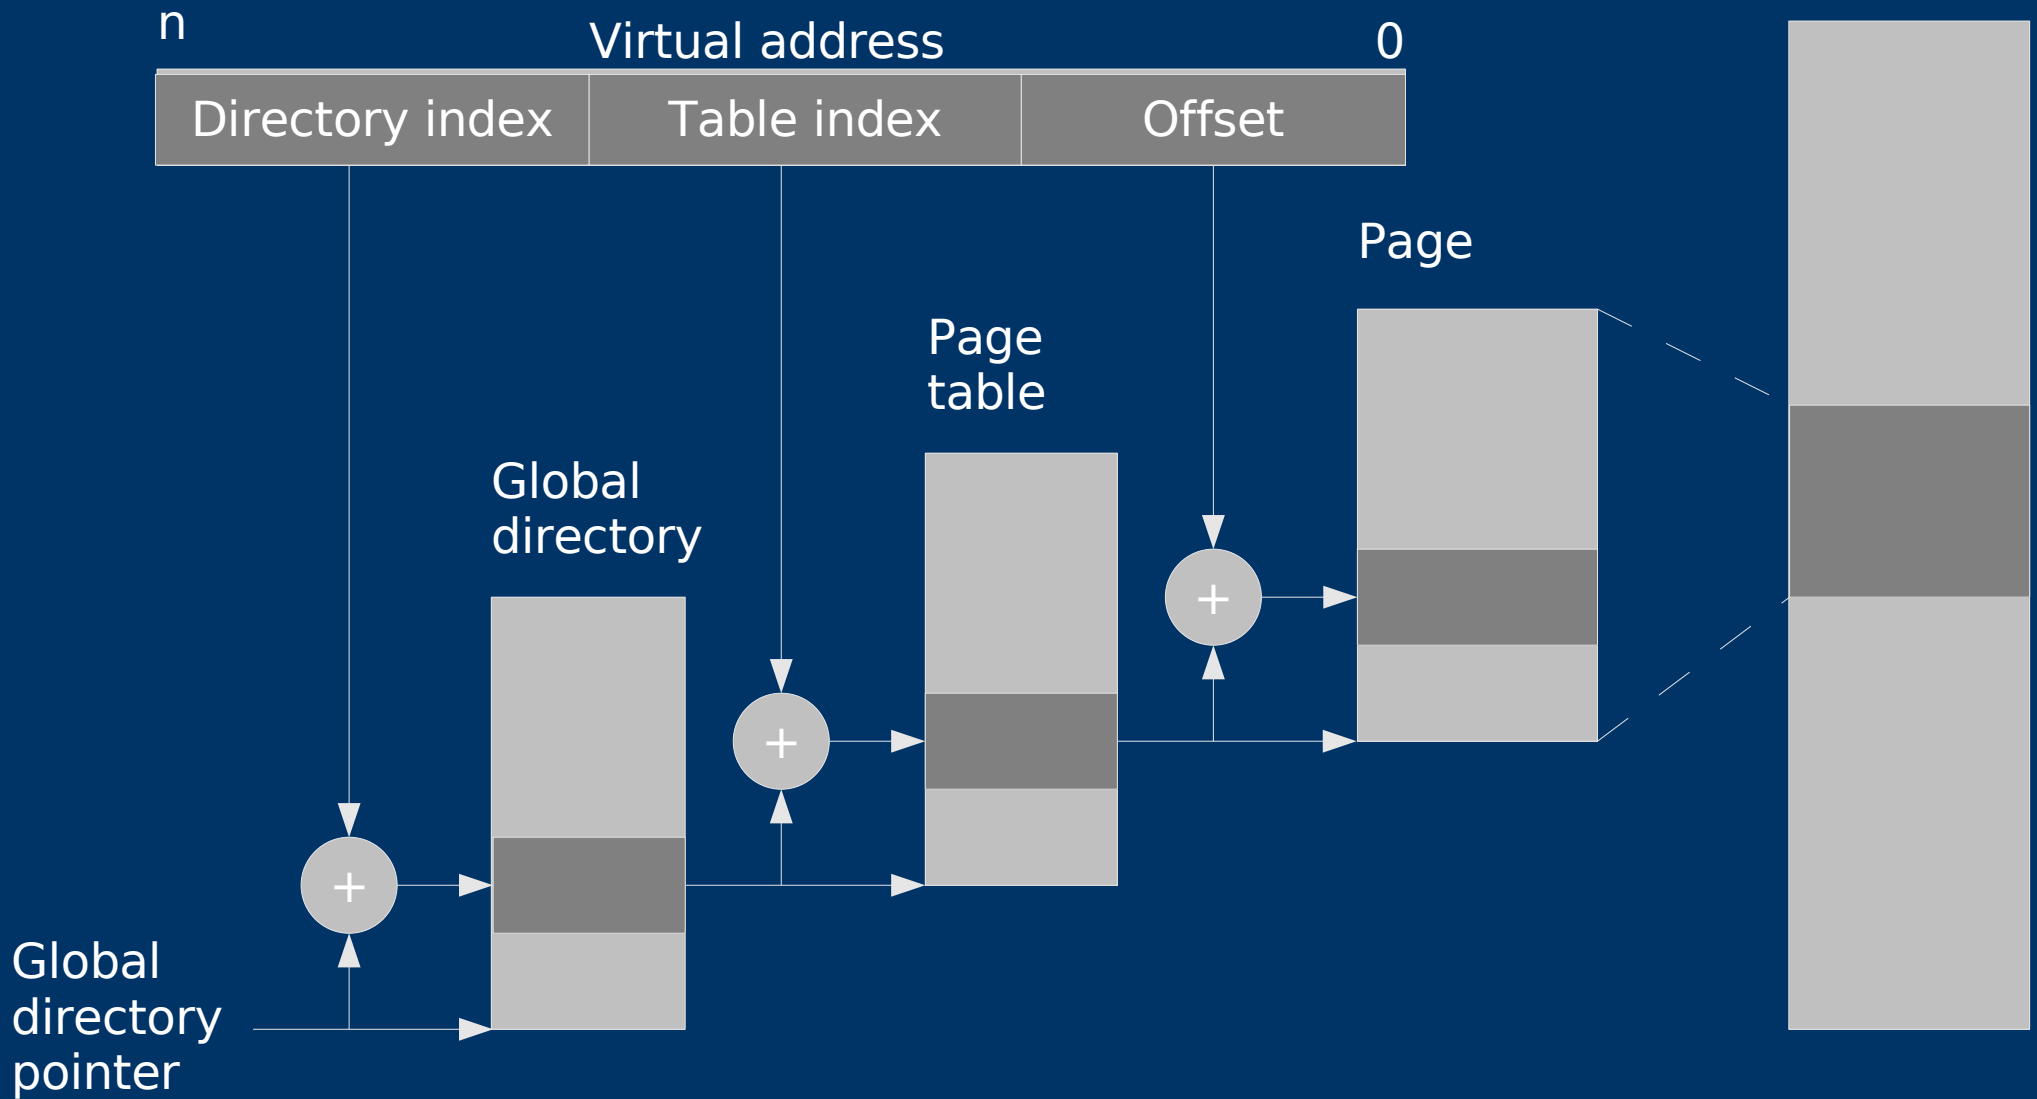 n
Virtual address
0
Directory index
Table index
Offset
Page
Page
table
Global
directory
+
+
+
Global
directory
pointer